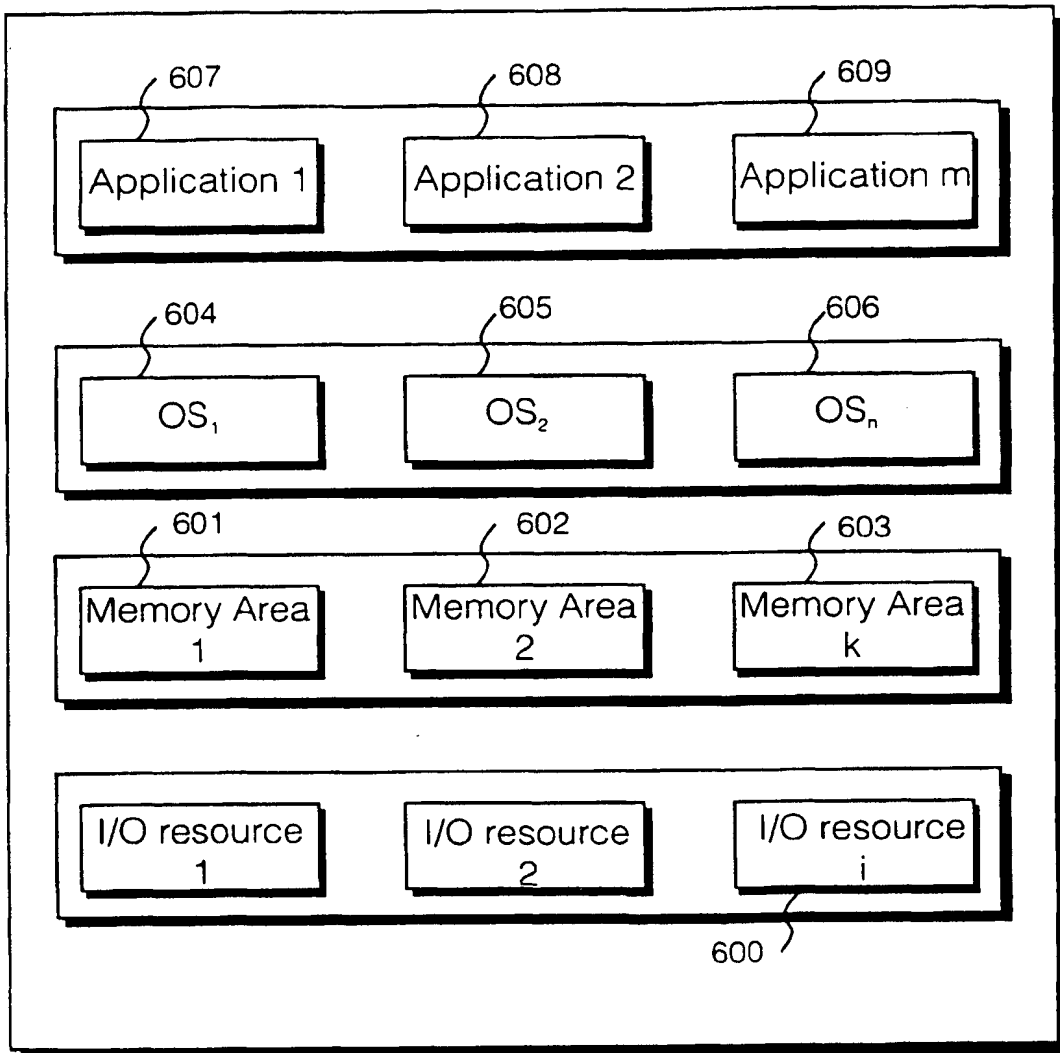 607 608 609
Application 1 Application 2 Application m
604 605 606
OS₁ OS₂ OSₙ
601 602 603
Memory Area Memory Area Memory Area
1 2 k
I/O resource I/O resource I/O resource
1 2 i
600